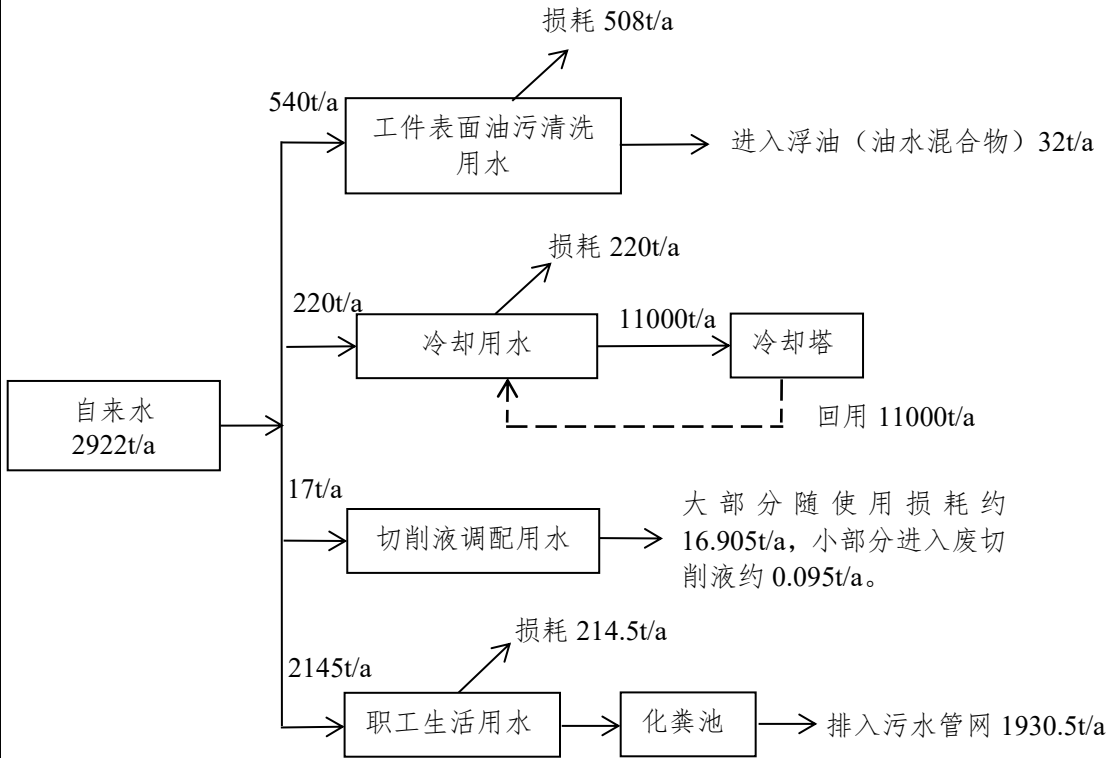 损耗 508t/a
540t/a
工件表面油污清洗
用水
进入浮油（油水混合物）32t/a
损耗 220t/a
220t/a
冷却用水
11000t/a
冷却塔
回用 11000t/a
自来水
2922t/a
17t/a
切削液调配用水
大部分随使用损耗约
16.905t/a，小部分进入废切
削液约 0.095t/a。
损耗 214.5t/a
2145t/a
职工生活用水
化粪池
排入污水管网 1930.5t/a